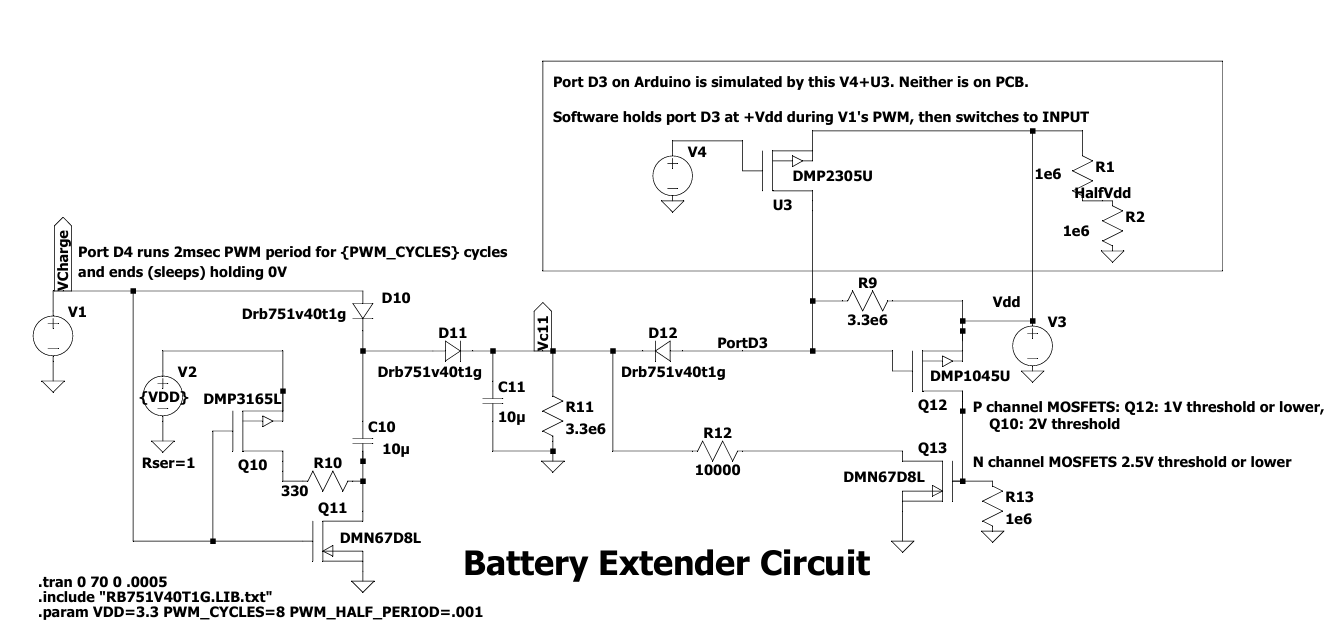 Port D3 on Arduino is simulated by this V4+U3. Neither is on PCB.
Software holds port D3 at +Vdd during V1's PWM, then switches to INPUT
V4
DMP2305U
U3
R1
1e6
HalfVdd
R2
1e6
VCharge
Port D4 runs 2msec PWM period for {PWM_CYCLES} cycles
and ends (sleeps) holding 0V
V1
D10
Drb751v40t1g
R9
3.3e6
Vdd
V3
Vc11
D11
Drb751v40t1g
D12
Drb751v40t1g
PortD3
DMP1045U
Q12
V2
{VDD}
Rser=1
DMP3165L
Q10
C10
10µ
C11
10µ
R11
3.3e6
P channel MOSFETS: Q12: 1V threshold or lower,
Q10: 2V threshold
R10
330
R12
10000
Q13
DMN67D8L
N channel MOSFETS 2.5V threshold or lower
R13
1e6
Q11
DMN67D8L
Battery Extender Circuit
.tran 0 70 0 .0005
.include "RB751V40T1G.LIB.txt"
.param VDD=3.3 PWM_CYCLES=8 PWM_HALF_PERIOD=.001